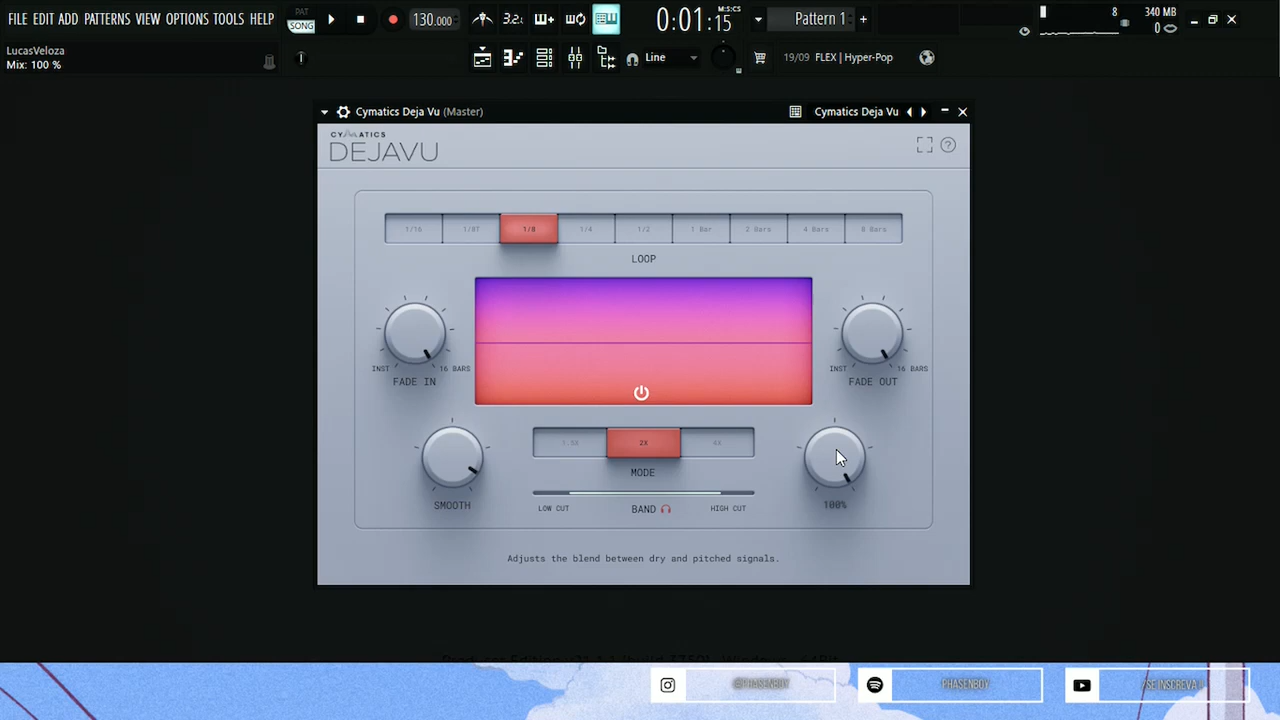 FILE EDIT ADD PATTERNS VIEW OPTIONS TOOLS HELP
PAT
SONG
130.000
3.2.
0:01:15
M:S:CS
Pattern 1
+
8
340 MB
0
LucasVeloza
Mix: 100 %
Line
19/09 FLEX | Hyper-Pop
Cymatics Deja Vu (Master)
Cymatics Deja Vu
CYMATICS
DEJAVU
?
1/16 1/8T 1/8 1/4 1/2 1 Bar 2 Bars 4 Bars 8 Bars
LOOP
INST 16 BARS
FADE IN
INST 16 BARS
FADE OUT
1.5X 2X 4X
MODE
SMOOTH
LOW CUT BAND HIGH CUT
100%
Adjusts the blend between dry and pitched signals.
@PHASENBOY
PHASENBOY